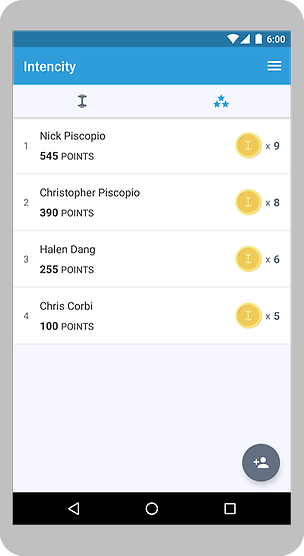 6:00
Intencity
1 Nick Piscopio
545 POINTS x 9
2 Christopher Piscopio
390 POINTS x 8
3 Halen Dang
255 POINTS x 6
4 Chris Corbi
100 POINTS x 5